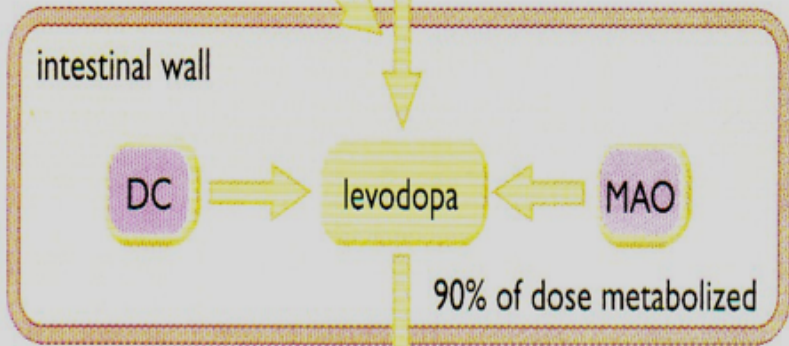 intestinal wall
DC
levodopa
MAO
90% of dose metabolized